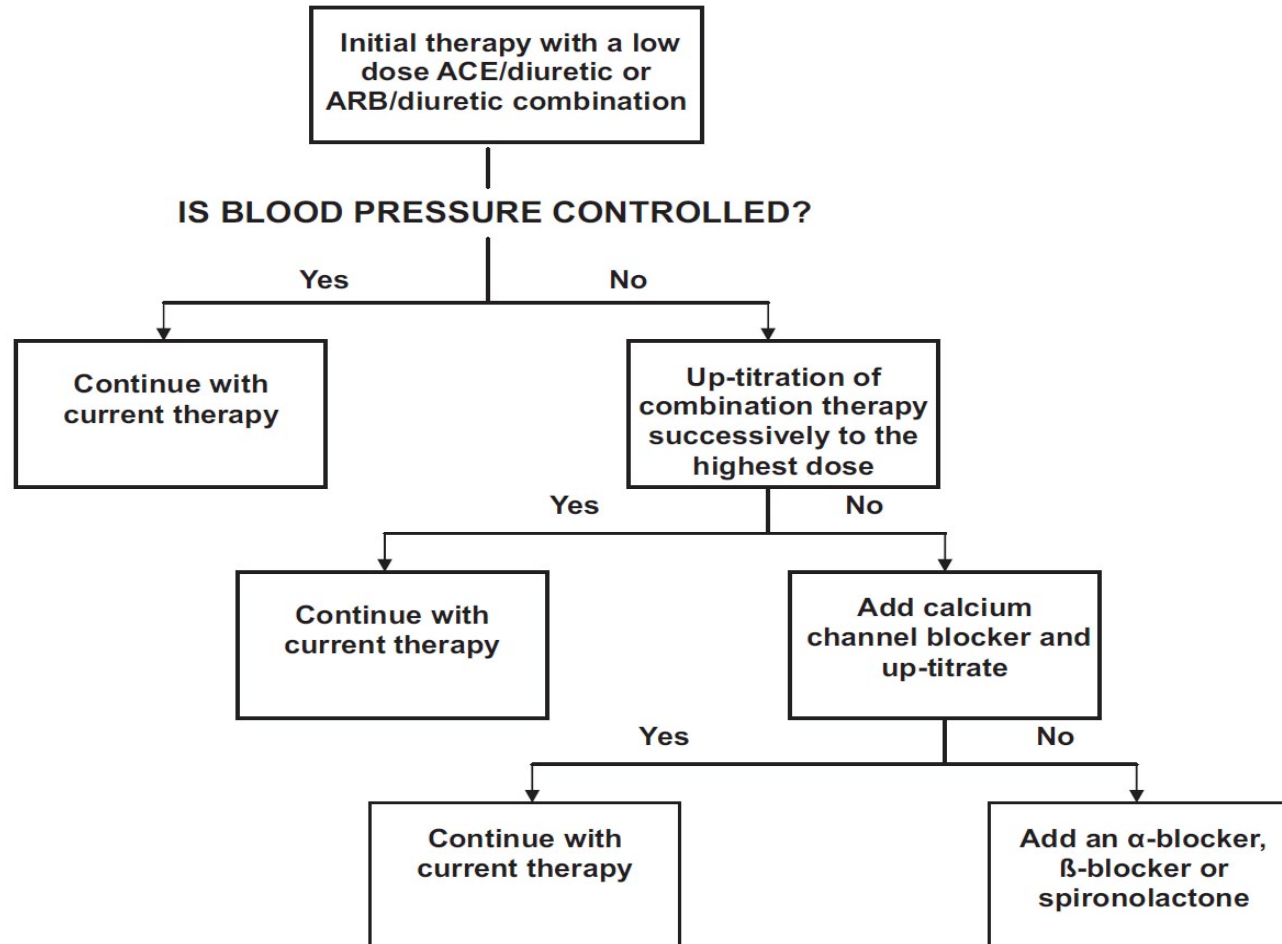 Initial therapy with a low
dose ACE/diuretic or
ARB/diuretic combination
IS BLOOD PRESSURE CONTROLLED?
Yes
No
Continue with
current therapy
Up-titration of
combination therapy
successively to the
highest dose
Yes
No
Continue with
current therapy
Add calcium
channel blocker and
up-titrate
Yes
No
Continue with
current therapy
Add an α-blocker,
ß-blocker or
spironolactone